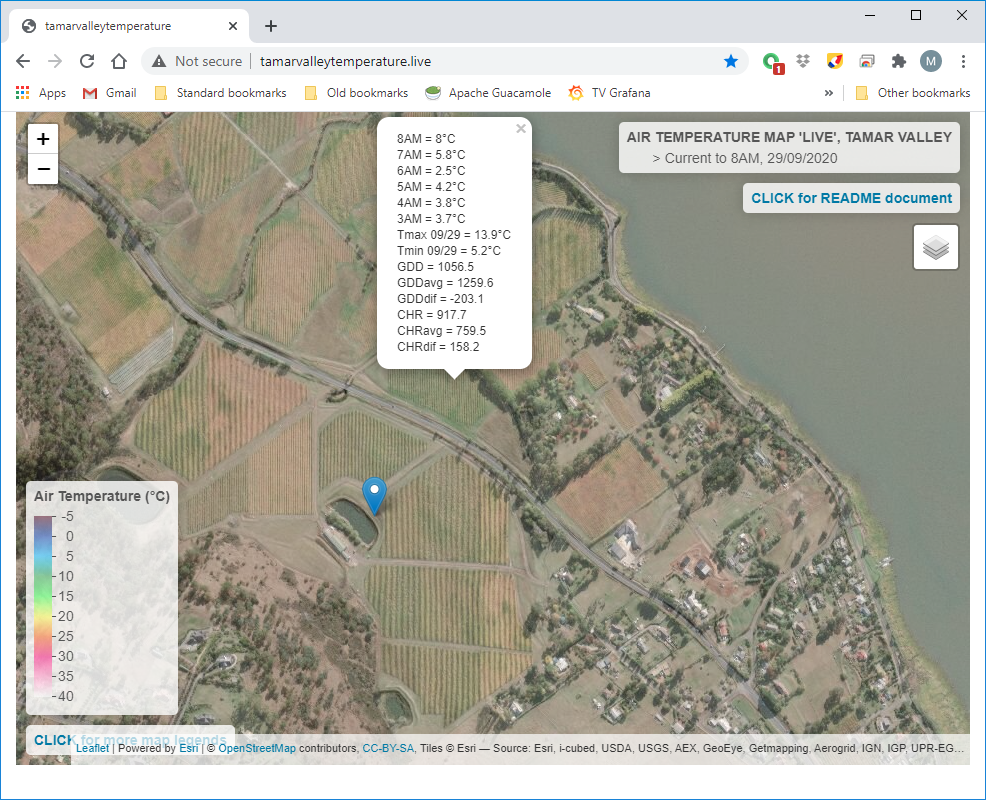 tamarvalleytemperature
Not secure | tamarvalleytemperature.live
1
M
Apps
Gmail
Standard bookmarks
Old bookmarks
Apache Guacamole
TV Grafana
»
Other bookmarks
+
−
×
8AM = 8°C
7AM = 5.8°C
6AM = 2.5°C
5AM = 4.2°C
4AM = 3.8°C
3AM = 3.7°C
Tmax 09/29 = 13.9°C
Tmin 09/29 = 5.2°C
GDD = 1056.5
GDDavg = 1259.6
GDDdif = -203.1
CHR = 917.7
CHRavg = 759.5
CHRdif = 158.2
AIR TEMPERATURE MAP 'LIVE', TAMAR VALLEY
> Current to 8AM, 29/09/2020
CLICK for README document
Air Temperature (°C)
-5
0
5
10
15
20
25
30
35
40
CLICK for more map legends
Leaflet | Powered by Esri | © OpenStreetMap contributors, CC-BY-SA, Tiles © Esri — Source: Esri, i-cubed, USDA, USGS, AEX, GeoEye, Getmapping, Aerogrid, IGN, IGP, UPR-EG...